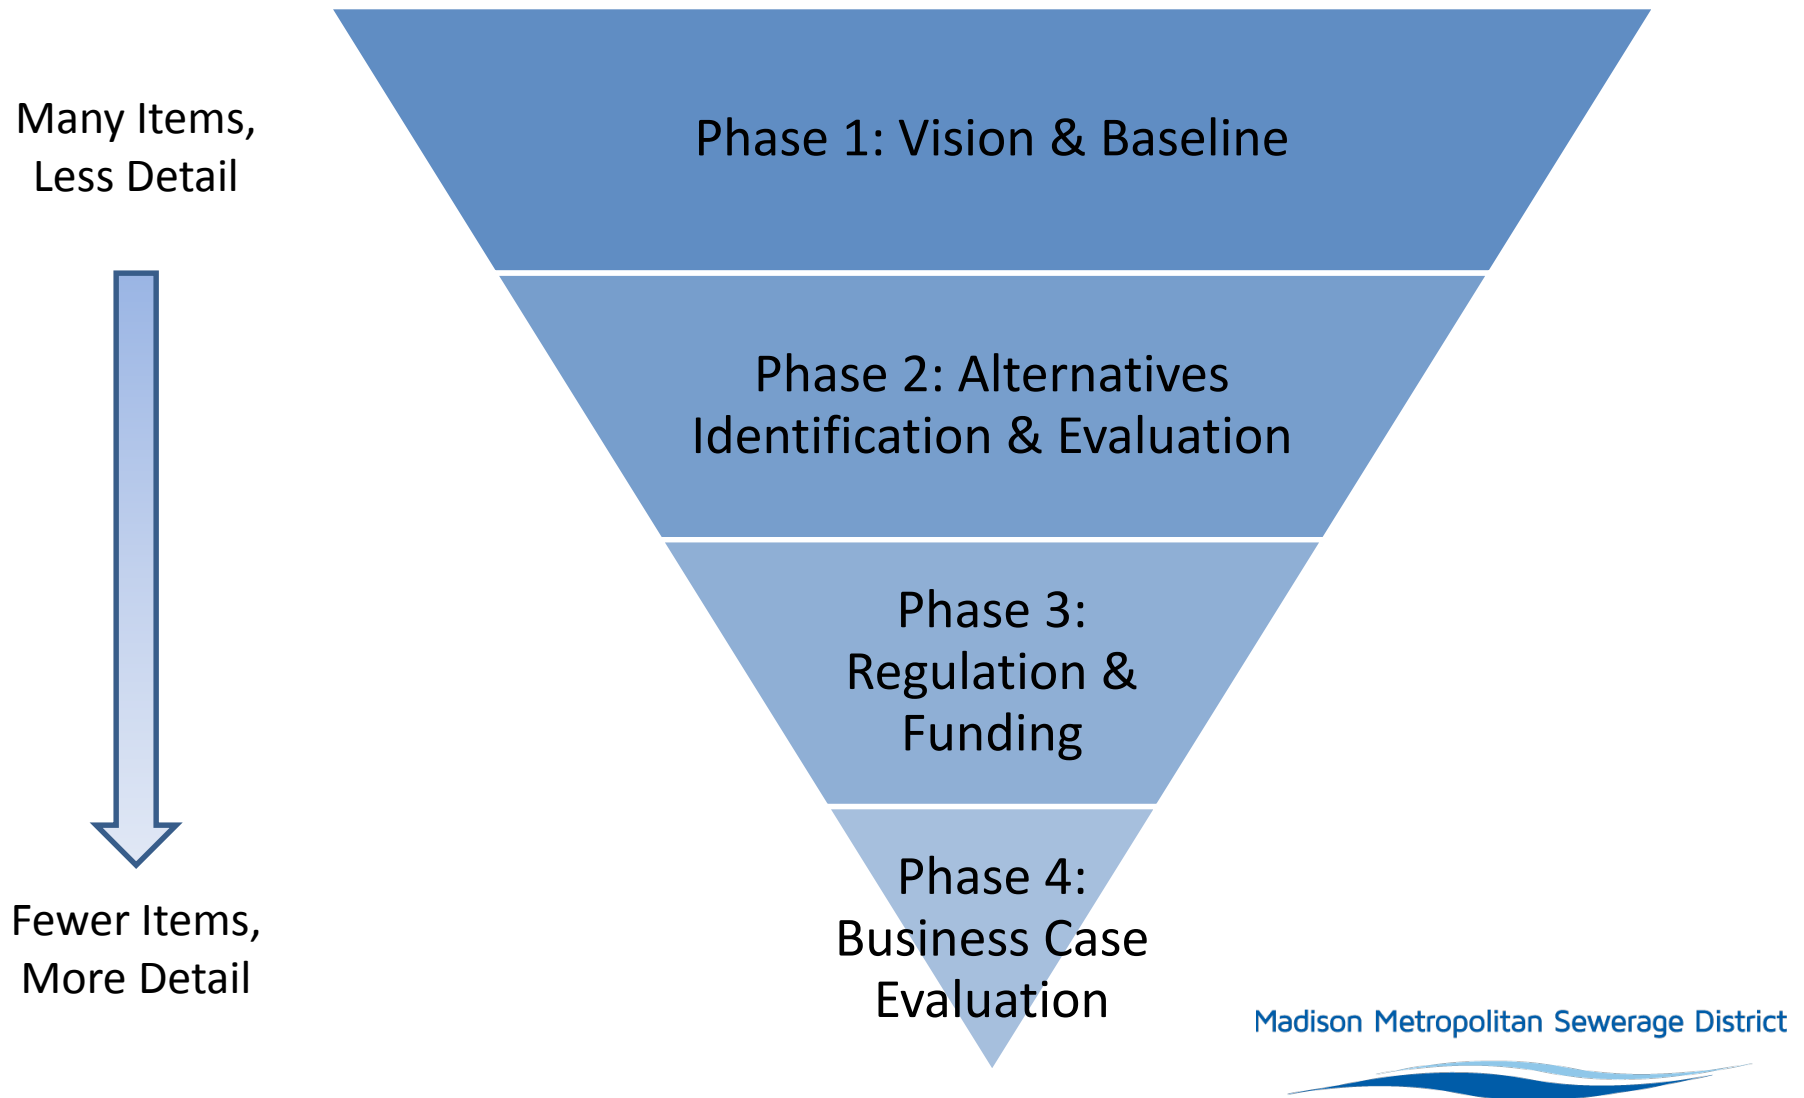 Many Items,
Less Detail
Phase 1: Vision & Baseline
Phase 2: Alternatives
Identification & Evaluation
Phase 3:
Regulation &
Funding
Phase 4:
Business Case
Evaluation
Fewer Items,
More Detail
Madison Metropolitan Sewerage District